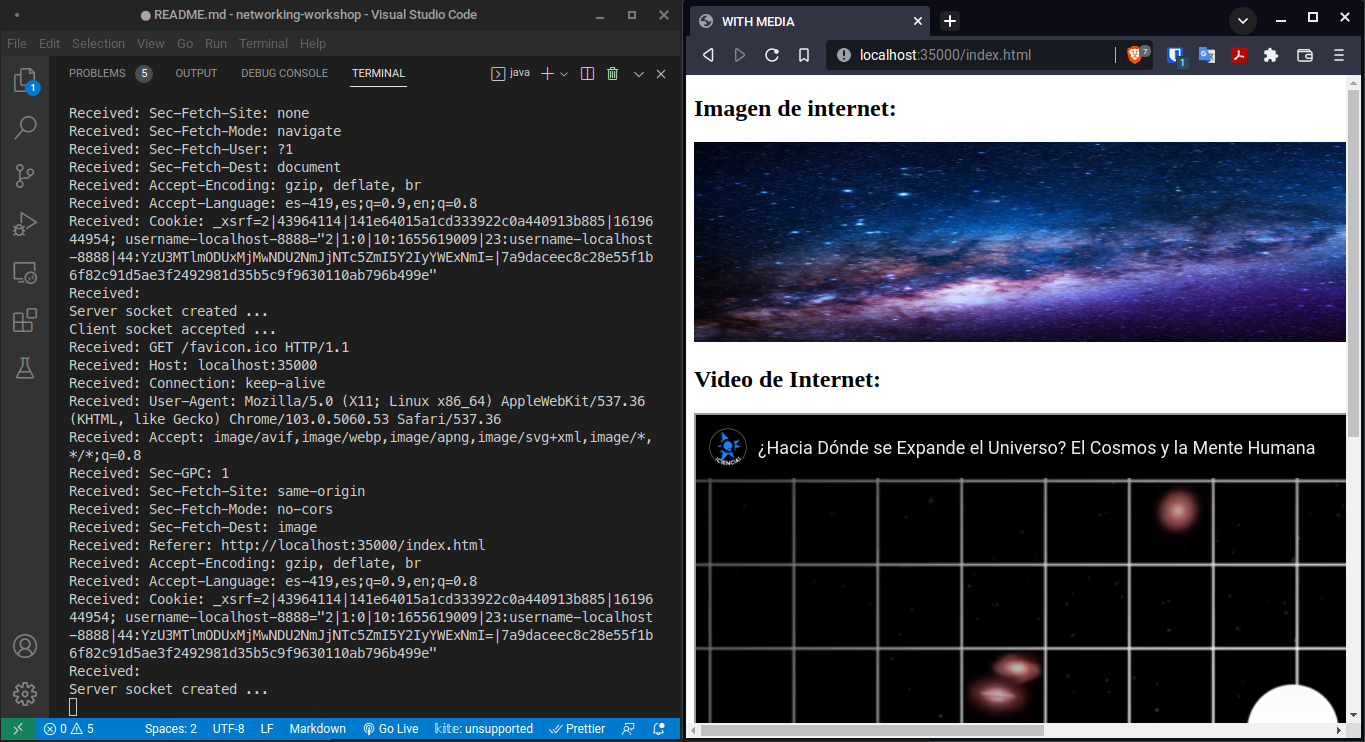 README.md - networking-workshop - Visual Studio Code
File Edit Selection View Go Run Terminal Help
PROBLEMS 5 OUTPUT DEBUG CONSOLE TERMINAL java
1
Received: Sec-Fetch-Site: none
Received: Sec-Fetch-Mode: navigate
Received: Sec-Fetch-User: ?1
Received: Sec-Fetch-Dest: document
Received: Accept-Encoding: gzip, deflate, br
Received: Accept-Language: es-419,es;q=0.9,en;q=0.8
Received: Cookie: _xsrf=2|43964114|141e64015a1cd333922c0a440913b885|16196
44954; username-localhost-8888="2|1:0|10:1655619009|23:username-localhost
-8888|44:YzU3MTlmODUxMjMwNDU2NmJjNTc5ZmI5Y2IyYWExNmI=|7a9daceec8c28e55f1b
6f82c91d5ae3f2492981d35b5c9f9630110ab796b499e"
Received:
Server socket created ...
Client socket accepted ...
Received: GET /favicon.ico HTTP/1.1
Received: Host: localhost:35000
Received: Connection: keep-alive
Received: User-Agent: Mozilla/5.0 (X11; Linux x86_64) AppleWebKit/537.36
(KHTML, like Gecko) Chrome/103.0.5060.53 Safari/537.36
Received: Accept: image/avif,image/webp,image/apng,image/svg+xml,image/*,
*/*;q=0.8
Received: Sec-GPC: 1
Received: Sec-Fetch-Site: same-origin
Received: Sec-Fetch-Mode: no-cors
Received: Sec-Fetch-Dest: image
Received: Referer: http://localhost:35000/index.html
Received: Accept-Encoding: gzip, deflate, br
Received: Accept-Language: es-419,es;q=0.9,en;q=0.8
Received: Cookie: _xsrf=2|43964114|141e64015a1cd333922c0a440913b885|16196
44954; username-localhost-8888="2|1:0|10:1655619009|23:username-localhost
-8888|44:YzU3MTlmODUxMjMwNDU2NmJjNTc5ZmI5Y2IyYWExNmI=|7a9daceec8c28e55f1b
6f82c91d5ae3f2492981d35b5c9f9630110ab796b499e"
Received:
Server socket created ...
0 5 Spaces: 2 UTF-8 LF Markdown Go Live kite: unsupported Prettier
WITH MEDIA
localhost:35000/index.html 7 1
Imagen de internet:
Video de Internet:
¡CIENCIA!
¿Hacia Dónde se Expande el Universo? El Cosmos y la Mente Humana